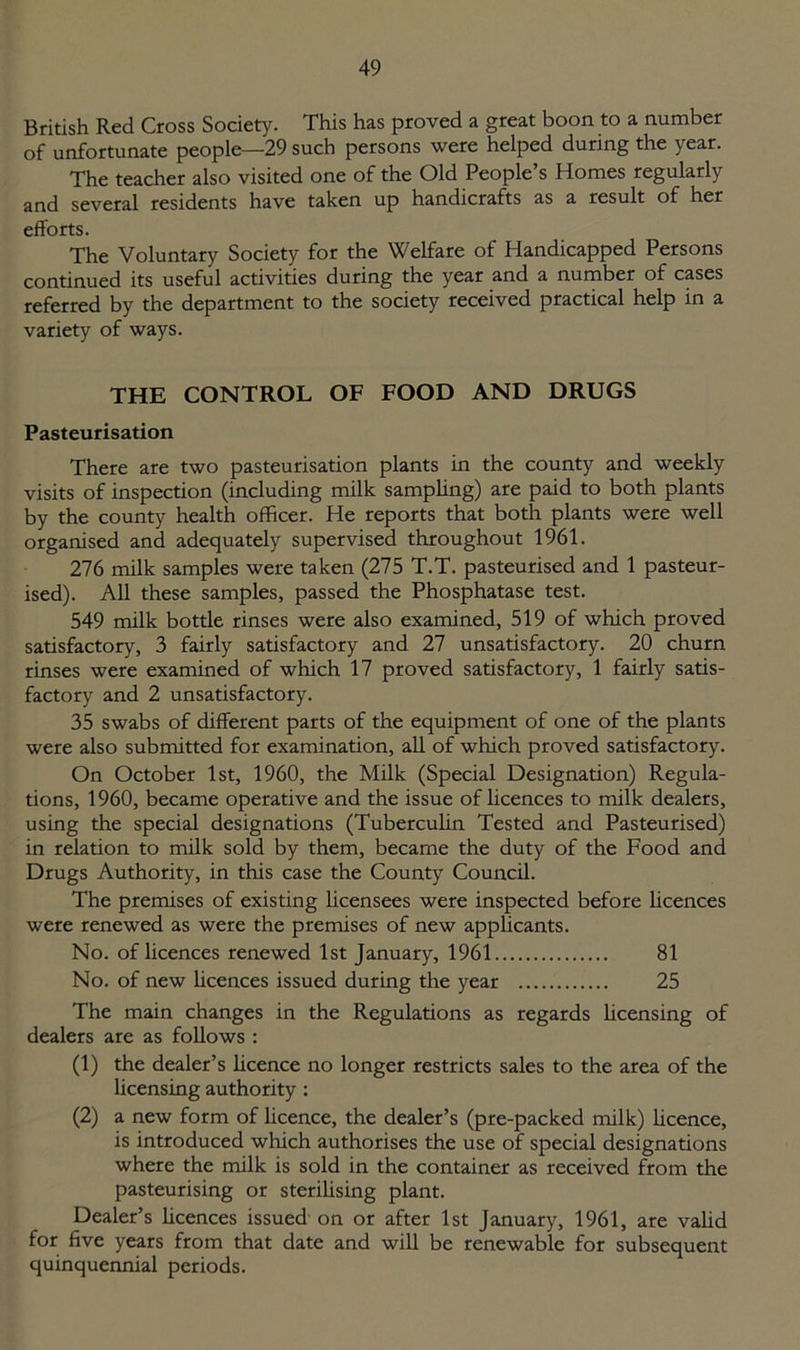 49
British Red Cross Society. This has proved a great boon to a number
of unfortunate people—29 such persons were helped during the year.
The teacher also visited one of the Old People's Homes regularly
and several residents have taken up handicrafts as a result of her
efforts.
The Voluntary Society for the Welfare of Handicapped Persons
continued its useful activities during the year and a number of cases
referred by the department to the society received practical help in a
variety of ways.
THE CONTROL OF FOOD AND DRUGS
Pasteurisation
There are two pasteurisation plants in the county and weekly
visits of inspection (including milk sampling) are paid to both plants
by the county health officer. He reports that both plants were well
organised and adequately supervised throughout 1961.
276 milk samples were taken (275 T.T. pasteurised and 1 pasteur-
ised). All these samples, passed the Phosphatase test.
549 milk bottle rinses were also examined, 519 of which proved
satisfactory, 3 fairly satisfactory and 27 unsatisfactory. 20 churn
rinses were examined of which 17 proved satisfactory, 1 fairly satis-
factory and 2 unsatisfactory.
35 swabs of different parts of the equipment of one of the plants
were also submitted for examination, all of which proved satisfactory.
On October 1st, 1960, the Milk (Special Designation) Regula-
tions, 1960, became operative and the issue of licences to milk dealers,
using the special designations (Tuberculin Tested and Pasteurised)
in relation to milk sold by them, became the duty of the Food and
Drugs Authority, in this case the County Council.
The premises of existing licensees were inspected before licences
were renewed as were the premises of new applicants.
No. of licences renewed 1st January, 1961................ 81
No. of new licences issued during the year ............. 25
The main changes in the Regulations as regards licensing of
dealers are as follows :
(1) the dealer's licence no longer restricts sales to the area of the
licensing authority :
(2) a new form of licence, the dealer's (pre-packed milk) licence,
is introduced which authorises the use of special designations
where the milk is sold in the container as received from the
pasteurising or sterilising plant.
Dealer's licences issued on or after 1st January, 1961, are valid
for five years from that date and will be renewable for subsequent
quinquennial periods.